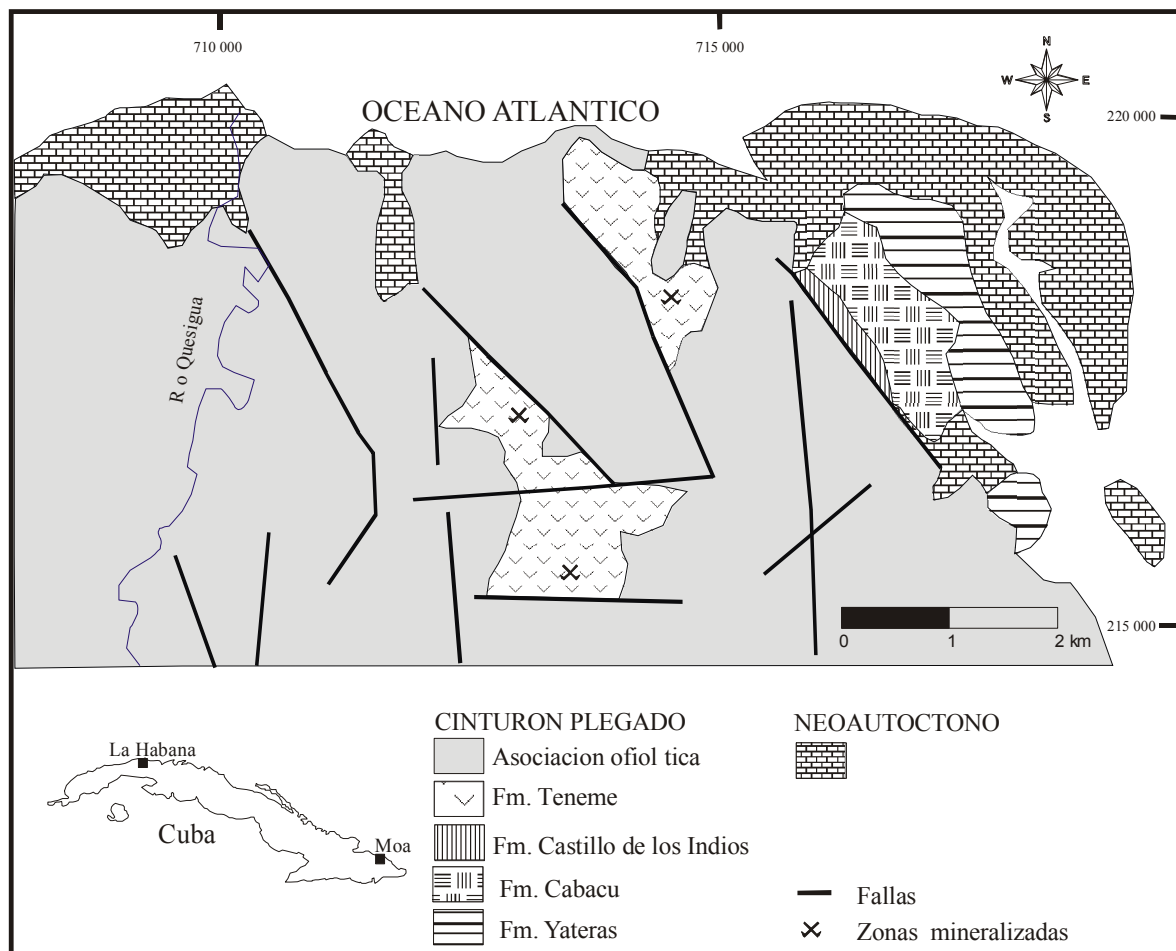 710 000
715 000
N
W E
S
OCEANO ATLANTICO
220 000
R o Quesigua
215 000
0 1 2 km
CINTURON PLEGADO
NEOAUTOCTONO
La Habana
Asociacion ofiol tica
Fm. Teneme
Cuba
Moa
Fm. Castillo de los Indios
Fm. Cabacu
Fallas
Fm. Yateras
Zonas mineralizadas